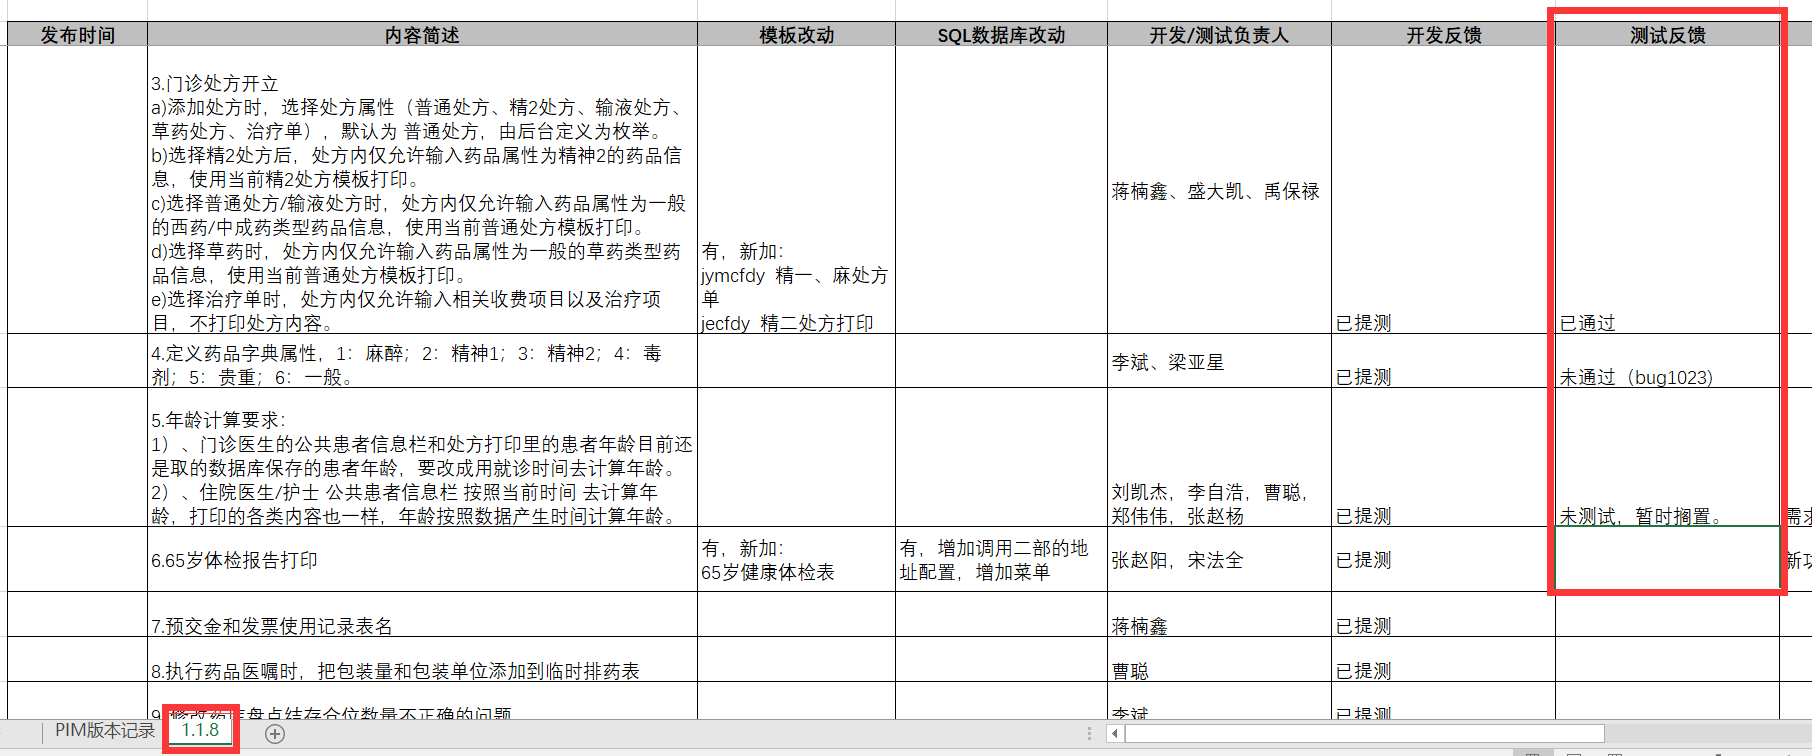 发布时间 内容简述 模板改动 SQL数据库改动 开发/测试负责人 开发反馈 测试反馈
3.门诊处方开立
a)添加处方时，选择处方属性（普通处方、精2处方、输液处方、
草药处方、治疗单），默认为 普通处方，由后台定义为枚举。
b)选择精2处方后，处方内仅允许输入药品属性为精神2的药品信
息，使用当前精2处方模板打印。
c)选择普通处方/输液处方时，处方内仅允许输入药品属性为一般
的西药/中成药类型药品信息，使用当前普通处方模板打印。
d)选择草药时，处方内仅允许输入药品属性为一般的草药类型药
品信息，使用当前普通处方模板打印。
e)选择治疗单时，处方内仅允许输入相关收费项目以及治疗项
目，不打印处方内容。
有，新加：
jymcfdy 精一、麻处方
单
jecfdy 精二处方打印
蒋楠鑫、盛大凯、禹保禄
已提测
已通过
4.定义药品字典属性，1：麻醉；2：精神1；3：精神2；4：毒
剂；5：贵重；6：一般。
李斌、梁亚星
已提测
未通过（bug1023)
5.年龄计算要求：
1）、门诊医生的公共患者信息栏和处方打印里的患者年龄目前还
是取的数据库保存的患者年龄，要改成用就诊时间去计算年龄。
2）、住院医生/护士 公共患者信息栏 按照当前时间 去计算年
龄，打印的各类内容也一样，年龄按照数据产生时间计算年龄。
刘凯杰，李自浩，曹聪，
郑伟伟，张赵杨
已提测
未测试，暂时搁置。
需求
6.65岁体检报告打印
有，新加：
65岁健康体检表
有，增加调用二部的地
址配置，增加菜单
张赵阳，宋法全
已提测
新功
7.预交金和发票使用记录表名
蒋楠鑫
已提测
8.执行药品医嘱时，把包装量和包装单位添加到临时排药表
曹聪
已提测
9.修改药库盘点结存仓位数量不正确的问题
李斌
已提测
PIM版本记录 1.1.8